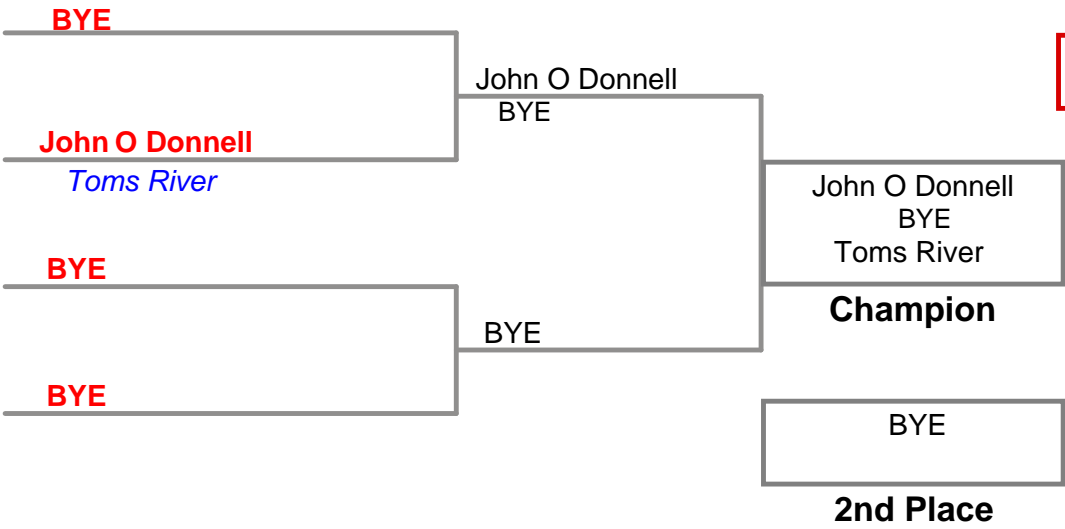 BYE
John O Donnell
BYE
John O Donnell
Toms River
John O Donnell
BYE
Toms River
BYE
Champion
BYE
BYE
BYE
2nd Place